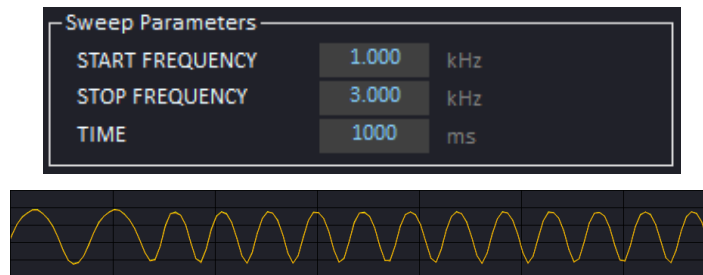 Sweep Parameters
START FREQUENCY 1.000 kHz
STOP FREQUENCY 3.000 kHz
TIME 1000 ms